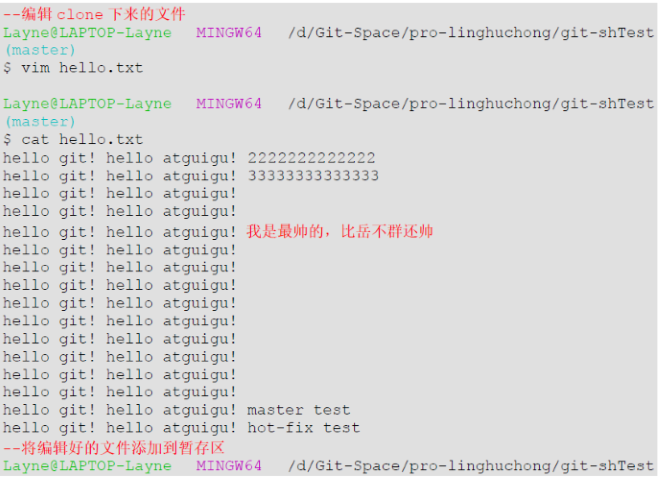 --编辑 clone 下来的文件
Layne@LAPTOP-Layne MINGW64 /d/Git-Space/pro-linghuchong/git-shTest
(master)
$ vim hello.txt
Layne@LAPTOP-Layne MINGW64 /d/Git-Space/pro-linghuchong/git-shTest
(master)
$ cat hello.txt
hello git! hello atguigu! 2222222222222
hello git! hello atguigu! 33333333333333
hello git! hello atguigu!
hello git! hello atguigu!
hello git! hello atguigu! 我是最帅的，比岳不群还帅
hello git! hello atguigu!
hello git! hello atguigu!
hello git! hello atguigu!
hello git! hello atguigu!
hello git! hello atguigu!
hello git! hello atguigu!
hello git! hello atguigu!
hello git! hello atguigu!
hello git! hello atguigu!
hello git! hello atguigu! master test
hello git! hello atguigu! hot-fix test
--将编辑好的文件添加到暂存区
Layne@LAPTOP-Layne MINGW64 /d/Git-Space/pro-linghuchong/git-shTest